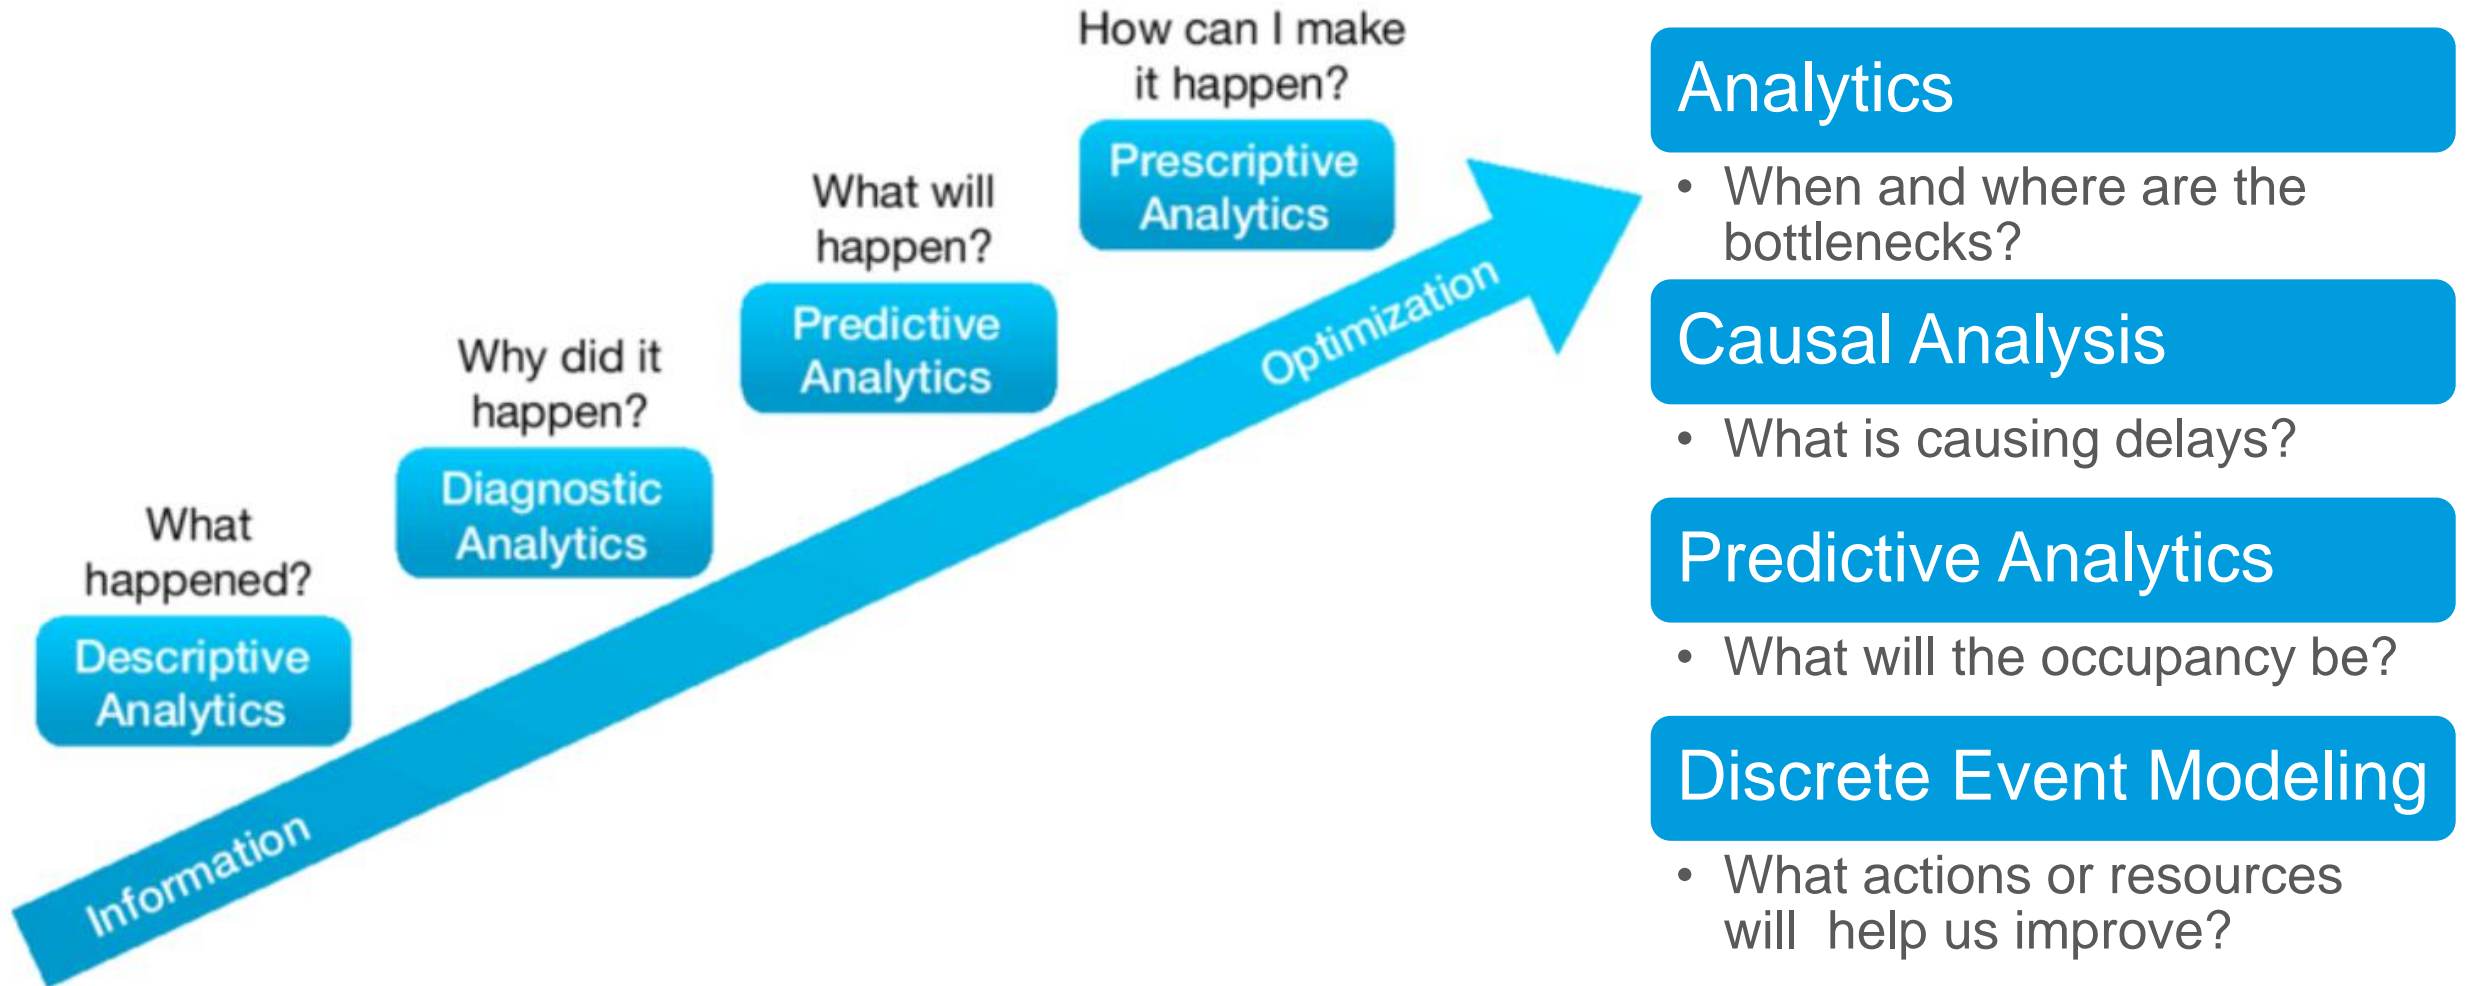 What
happened?
Descriptive
Analytics
Why did it
happen?
Diagnostic
Analytics
What will
happen?
Predictive
Analytics
How can I make
it happen?
Prescriptive
Analytics
Information
Optimization
Analytics
• When and where are the
bottlenecks?
Causal Analysis
• What is causing delays?
Predictive Analytics
• What will the occupancy be?
Discrete Event Modeling
• What actions or resources
will  help us improve?